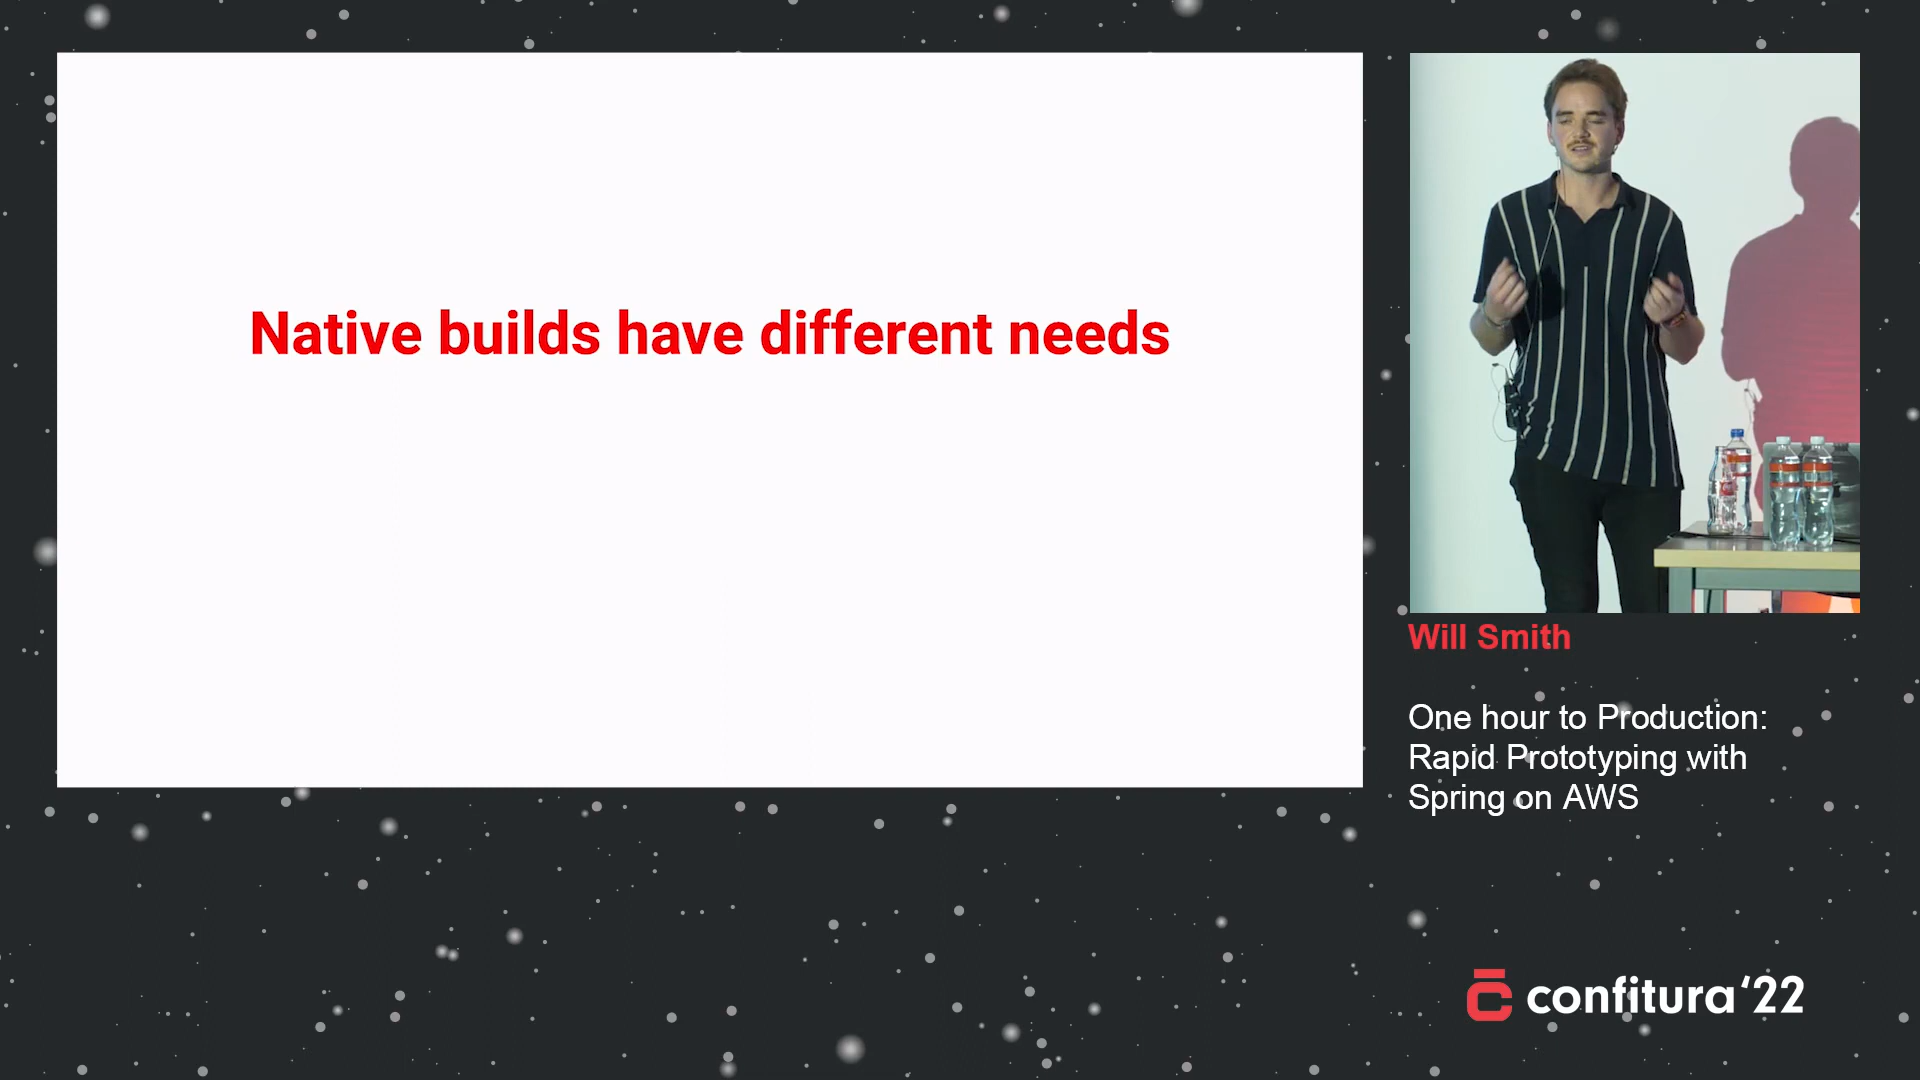 Native builds have different needs
Will Smith
One hour to Production:
Rapid Prototyping with
Spring on AWS
confitura '22